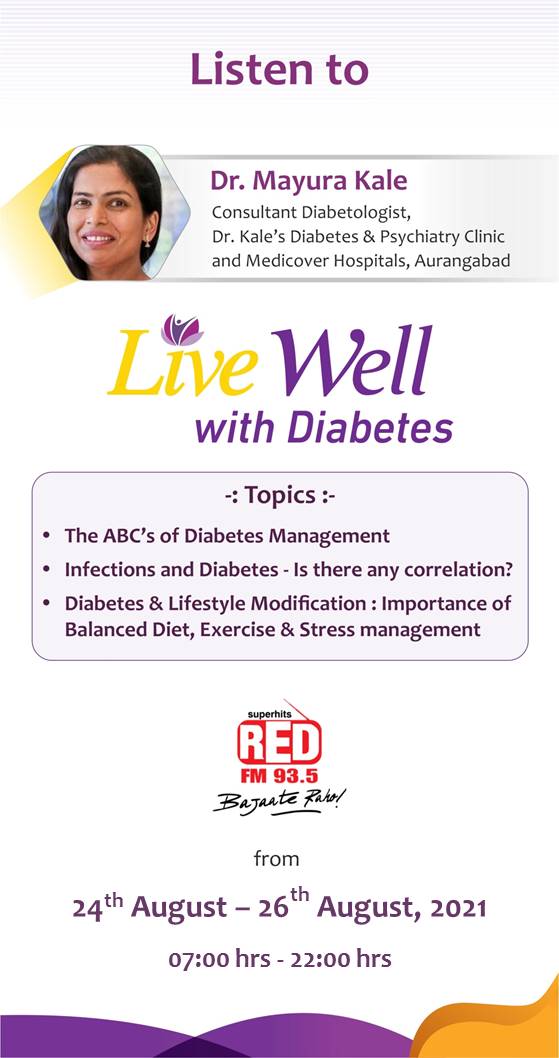 Listen to
Dr. Mayura Kale
Consultant Diabetologist,
Dr. Kale's Diabetes & Psychiatry Clinic
and Medicover Hospitals, Aurangabad
Live Well
with Diabetes
-: Topics :-
• The ABC's of Diabetes Management
• Infections and Diabetes - Is there any correlation?
• Diabetes & Lifestyle Modification : Importance of
Balanced Diet, Exercise & Stress management
superhits
RED
FM 93.5
Bajaate Raho!
from
24th August – 26th August, 2021
07:00 hrs - 22:00 hrs